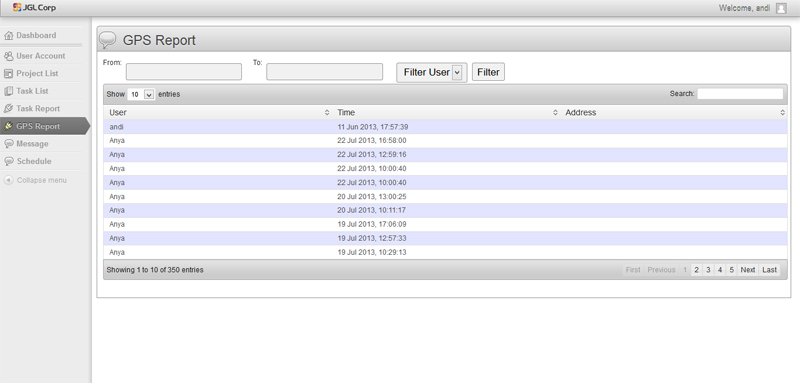 JGLCorp
Welcome, andi
Dashboard
User Account
Project List
Task List
Task Report
GPS Report
Message
Schedule
Collapse menu
GPS Report
From: To: Filter User Filter
Show 10 entries Search:
User Time Address
andi 11 Jun 2013, 17:57:39
Anya 22 Jul 2013, 16:58:00
Anya 22 Jul 2013, 12:59:16
Anya 22 Jul 2013, 10:00:40
Anya 22 Jul 2013, 10:00:40
Anya 20 Jul 2013, 13:00:25
Anya 20 Jul 2013, 10:11:17
Anya 19 Jul 2013, 17:06:09
Anya 19 Jul 2013, 12:57:33
Anya 19 Jul 2013, 10:29:13
Showing 1 to 10 of 350 entries First Previous 1 2 3 4 5 Next Last